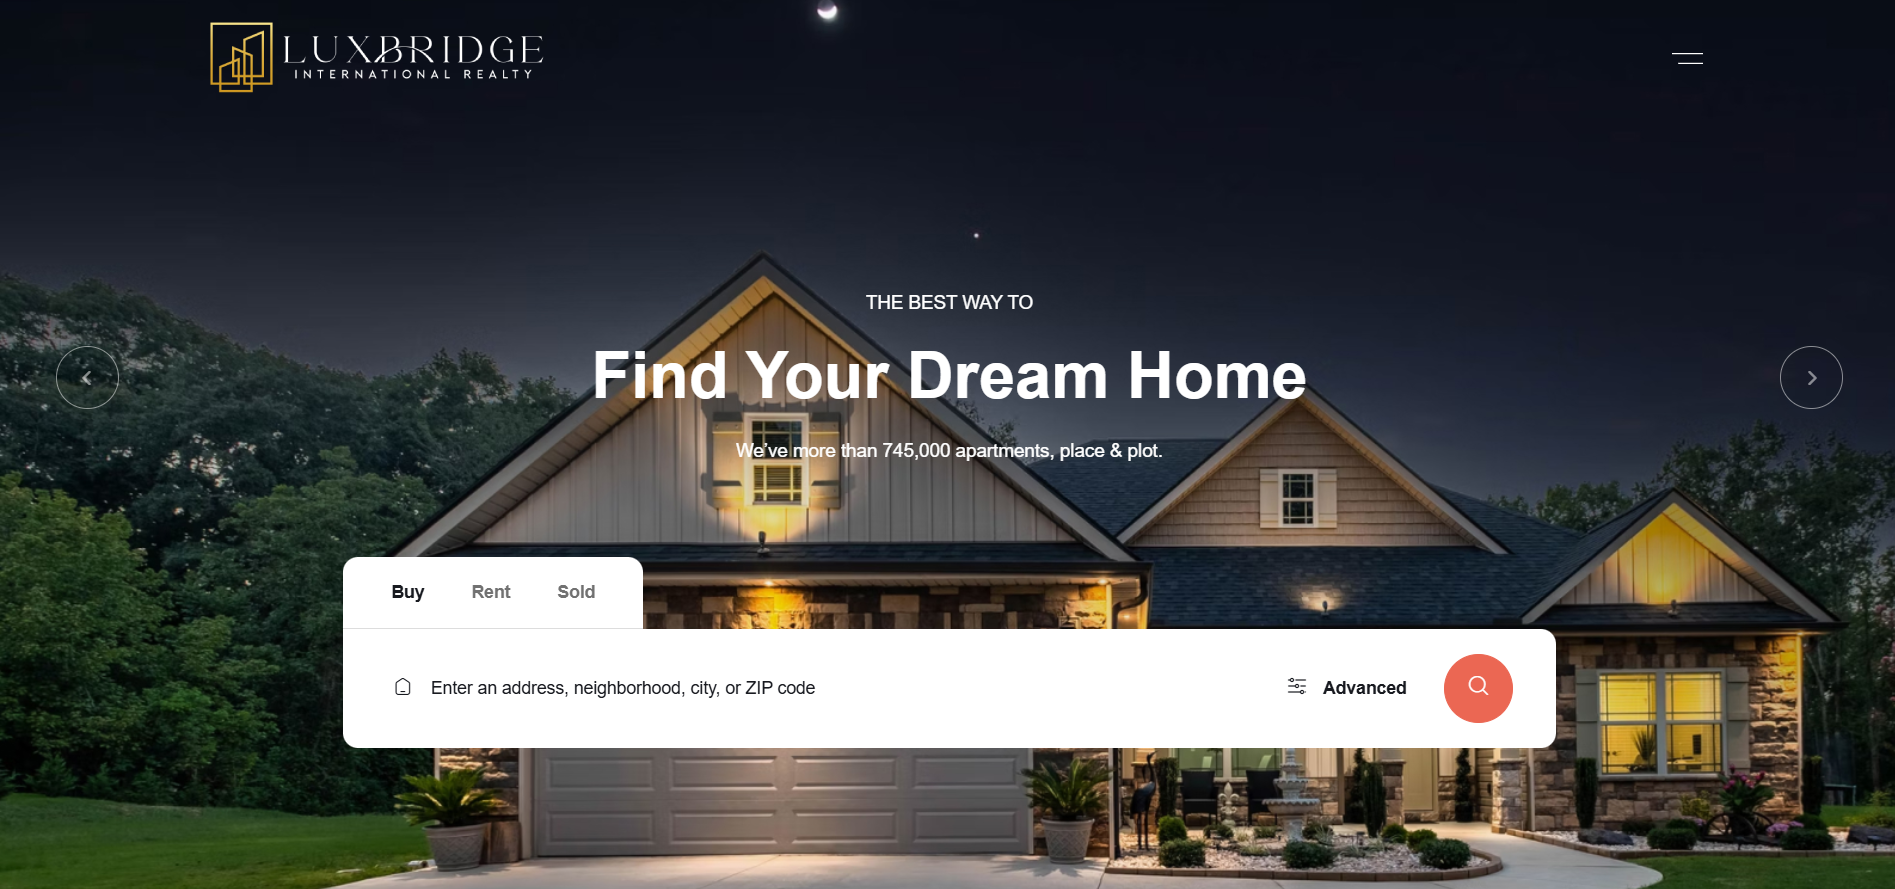 LUXBRIDGE
INTERNATIONAL REALTY
THE BEST WAY TO
Find Your Dream Home
We've more than 745,000 apartments, place & plot.
Buy Rent Sold
Enter an address, neighborhood, city, or ZIP code
Advanced